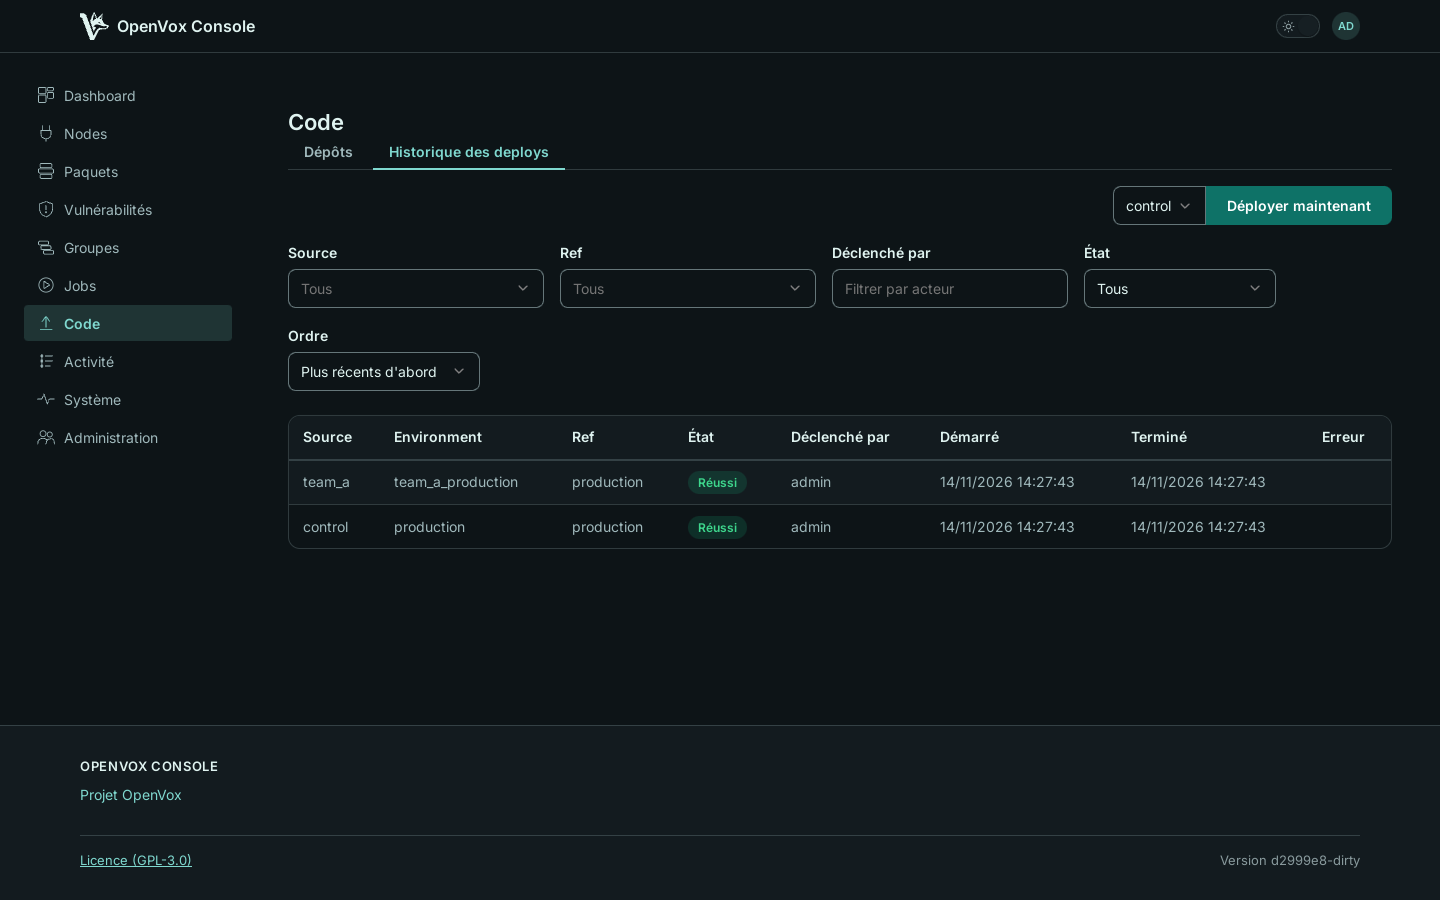 OpenVox Console
AD
Dashboard
Nodes
Paquets
Vulnérabilités
Groupes
Jobs
Code
Activité
Système
Administration
Code
Dépôts Historique des deploys
control Déployer maintenant
Source Ref Déclenché par État
Tous Tous Filtrer par acteur Tous
Ordre
Plus récents d'abord
Source Environment Ref État Déclenché par Démarré Terminé Erreur
team_a team_a_production production Réussi admin 14/11/2026 14:27:43 14/11/2026 14:27:43
control production production Réussi admin 14/11/2026 14:27:43 14/11/2026 14:27:43
OPENVOX CONSOLE
Projet OpenVox
Licence (GPL-3.0) Version d2999e8-dirty